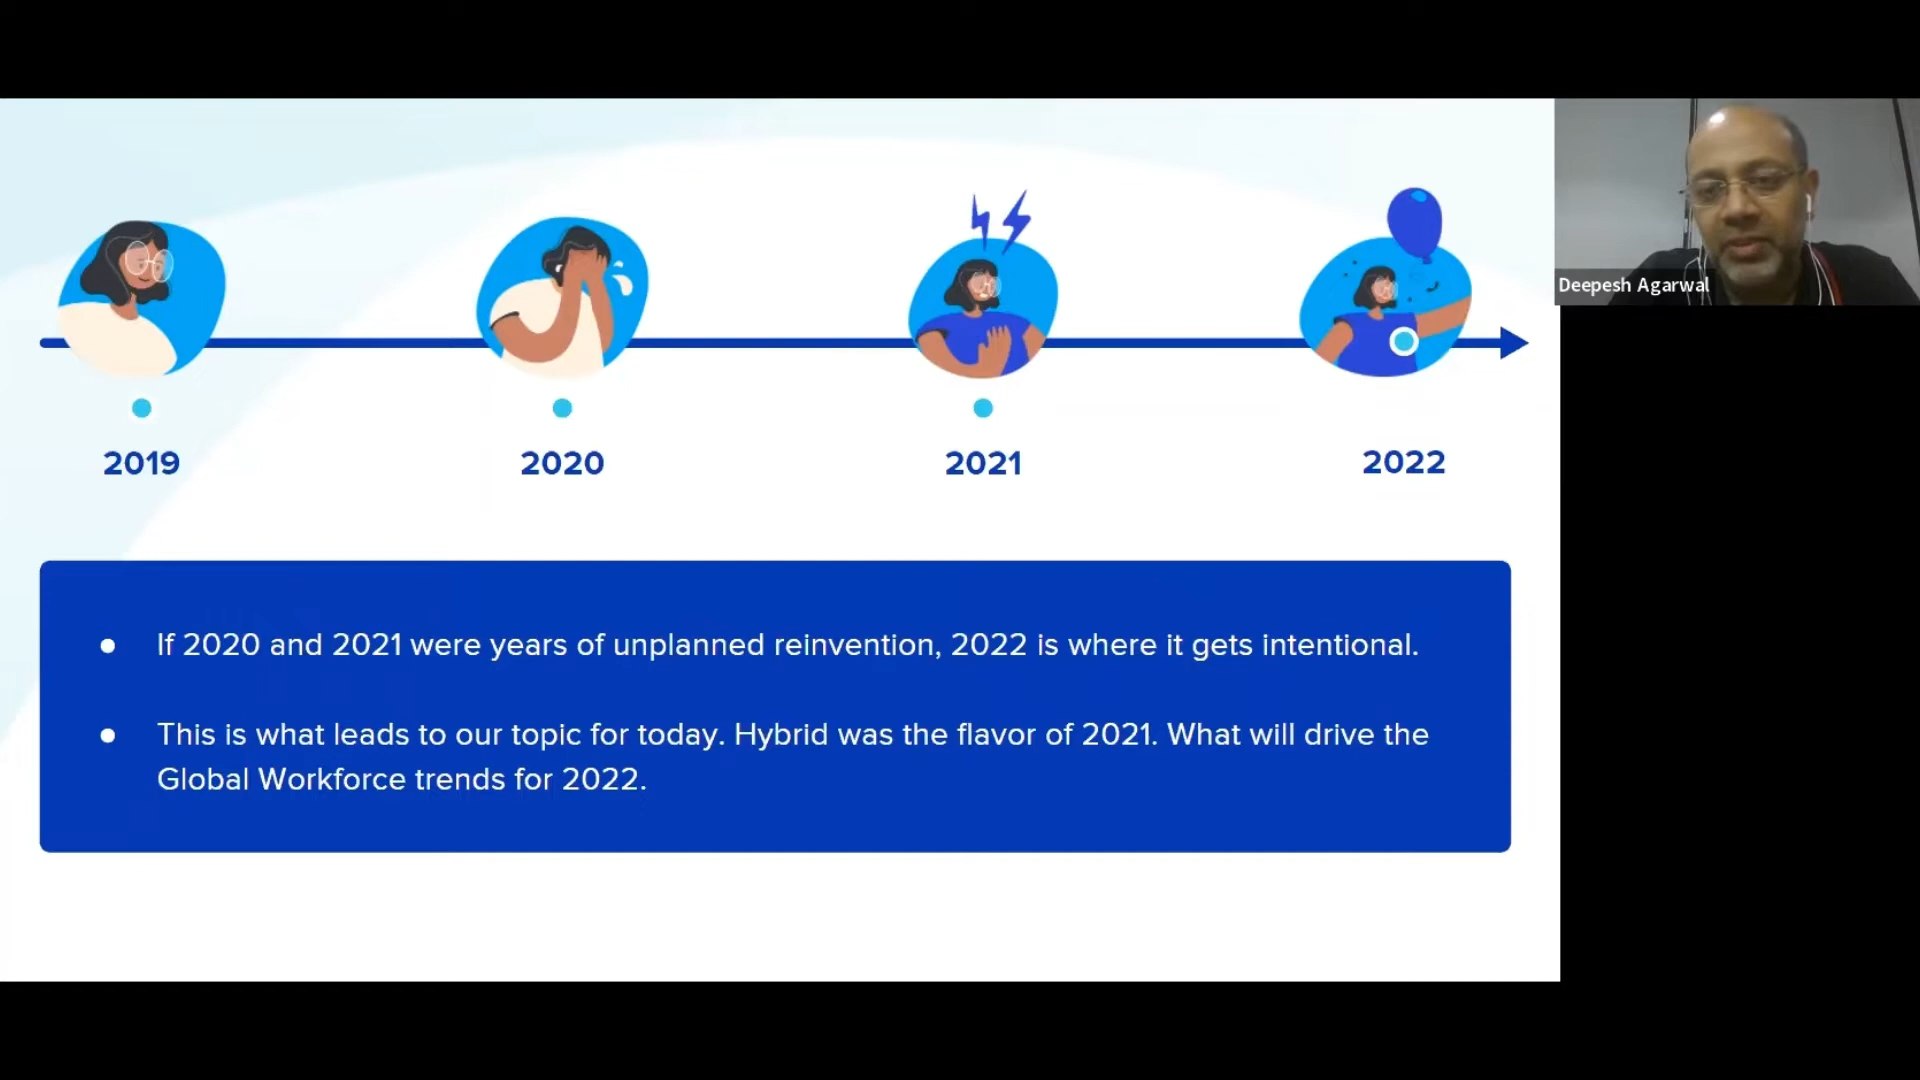 Deepesh Agarwal
2019
2020
2021
2022
● If 2020 and 2021 were years of unplanned reinvention, 2022 is where it gets intentional.
● This is what leads to our topic for today. Hybrid was the flavor of 2021. What will drive the
Global Workforce trends for 2022.